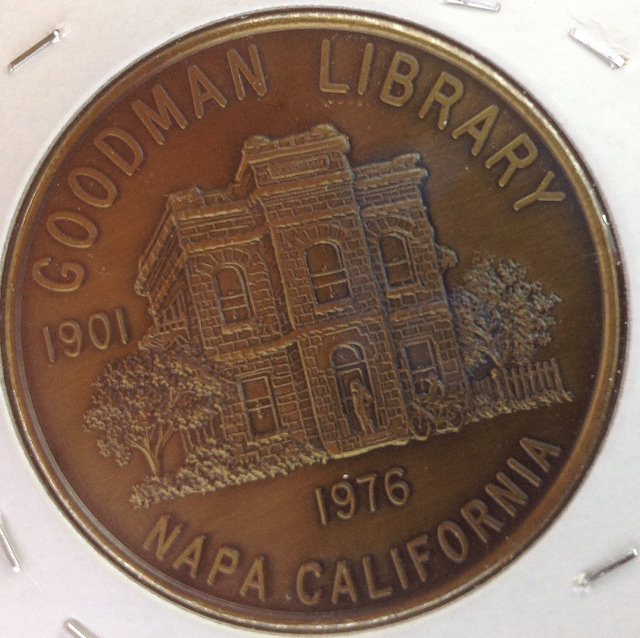 GOODMAN LIBRARY
1901
1976
NAPA CALIFORNIA